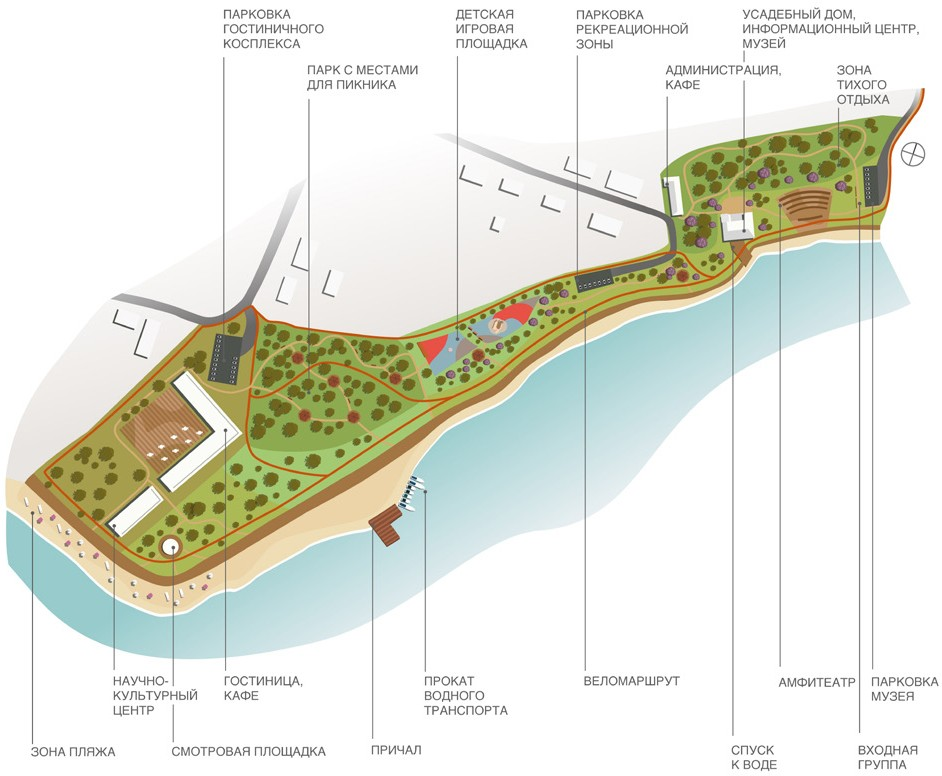 ПАРКОВКА
ГОСТИНИЧНОГО
КОСПЛЕКСА
ДЕТСКАЯ
ИГРОВАЯ
ПЛОЩАДКА
ПАРКОВКА
РЕКРЕАЦИОННОЙ
ЗОНЫ
УСАДЕБНЫЙ ДОМ,
ИНФОРМАЦИОННЫЙ ЦЕНТР,
МУЗЕЙ
ПАРК С МЕСТАМИ
ДЛЯ ПИКНИКА
АДМИНИСТРАЦИЯ,
КАФЕ
ЗОНА
ТИХОГО
ОТДЫХА
НАУЧНО-
КУЛЬТУРНЫЙ
ЦЕНТР
ГОСТИНИЦА,
КАФЕ
ПРОКАТ
ВОДНОГО
ТРАНСПОРТА
ВЕЛОМАРШРУТ
АМФИТЕАТР
ПАРКОВКА
МУЗЕЯ
ЗОНА ПЛЯЖА
СМОТРОВАЯ ПЛОЩАДКА
ПРИЧАЛ
СПУСК
К ВОДЕ
ВХОДНАЯ
ГРУППА